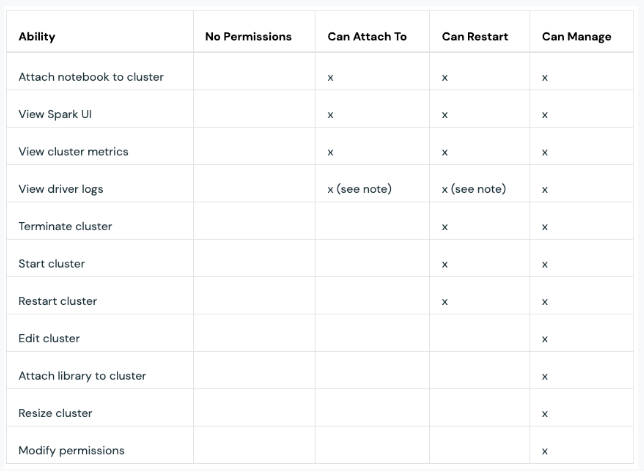 Ability No Permissions Can Attach To Can Restart Can Manage
Attach notebook to cluster x x x
View Spark UI x x x
View cluster metrics x x x
View driver logs x (see note) x (see note) x
Terminate cluster x x
Start cluster x x
Restart cluster x x
Edit cluster x
Attach library to cluster x
Resize cluster x
Modify permissions x